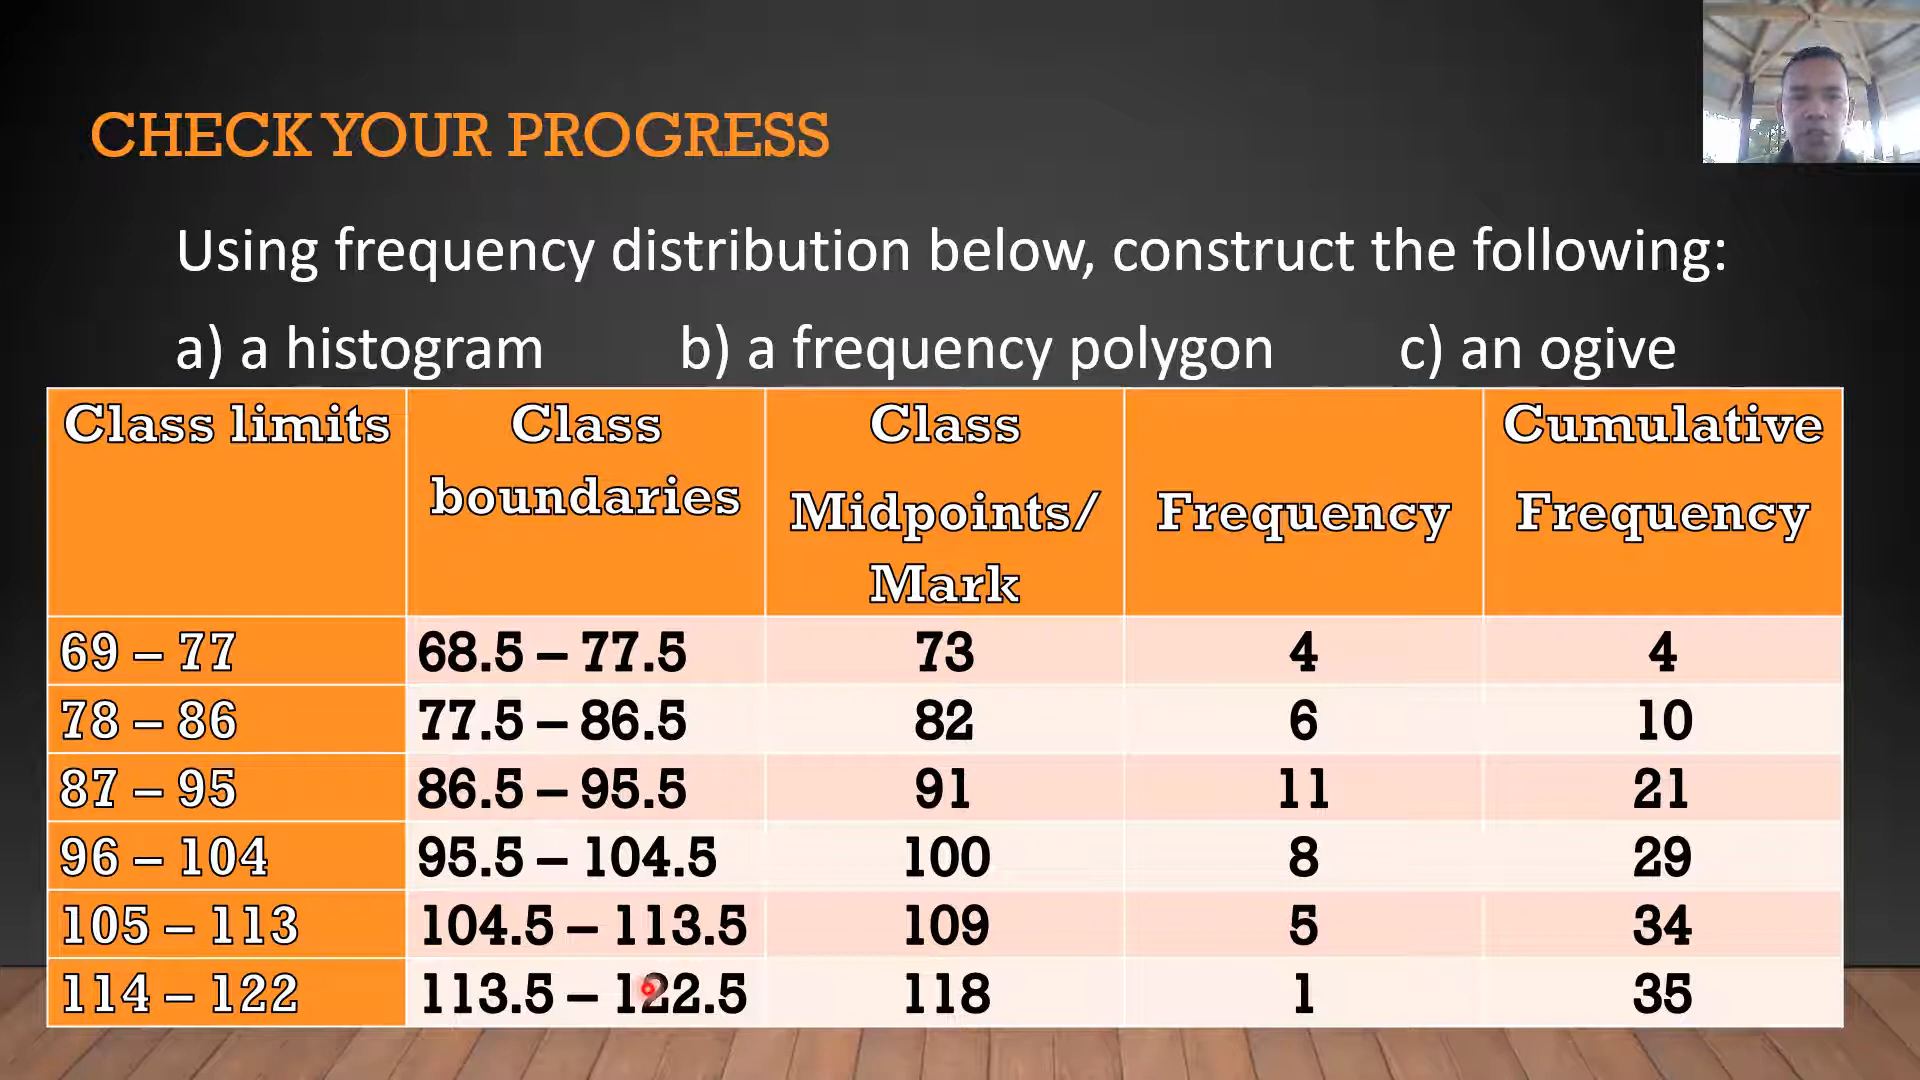 CHECK YOUR PROGRESS
Using frequency distribution below, construct the following:
a) a histogram b) a frequency polygon c) an ogive
Class limits Class boundaries Class Midpoints/ Mark Frequency Cumulative Frequency
69 – 77 68.5 – 77.5 73 4 4
78 – 86 77.5 – 86.5 82 6 10
87 – 95 86.5 – 95.5 91 11 21
96 – 104 95.5 – 104.5 100 8 29
105 – 113 104.5 – 113.5 109 5 34
114 – 122 113.5 – 122.5 118 1 35